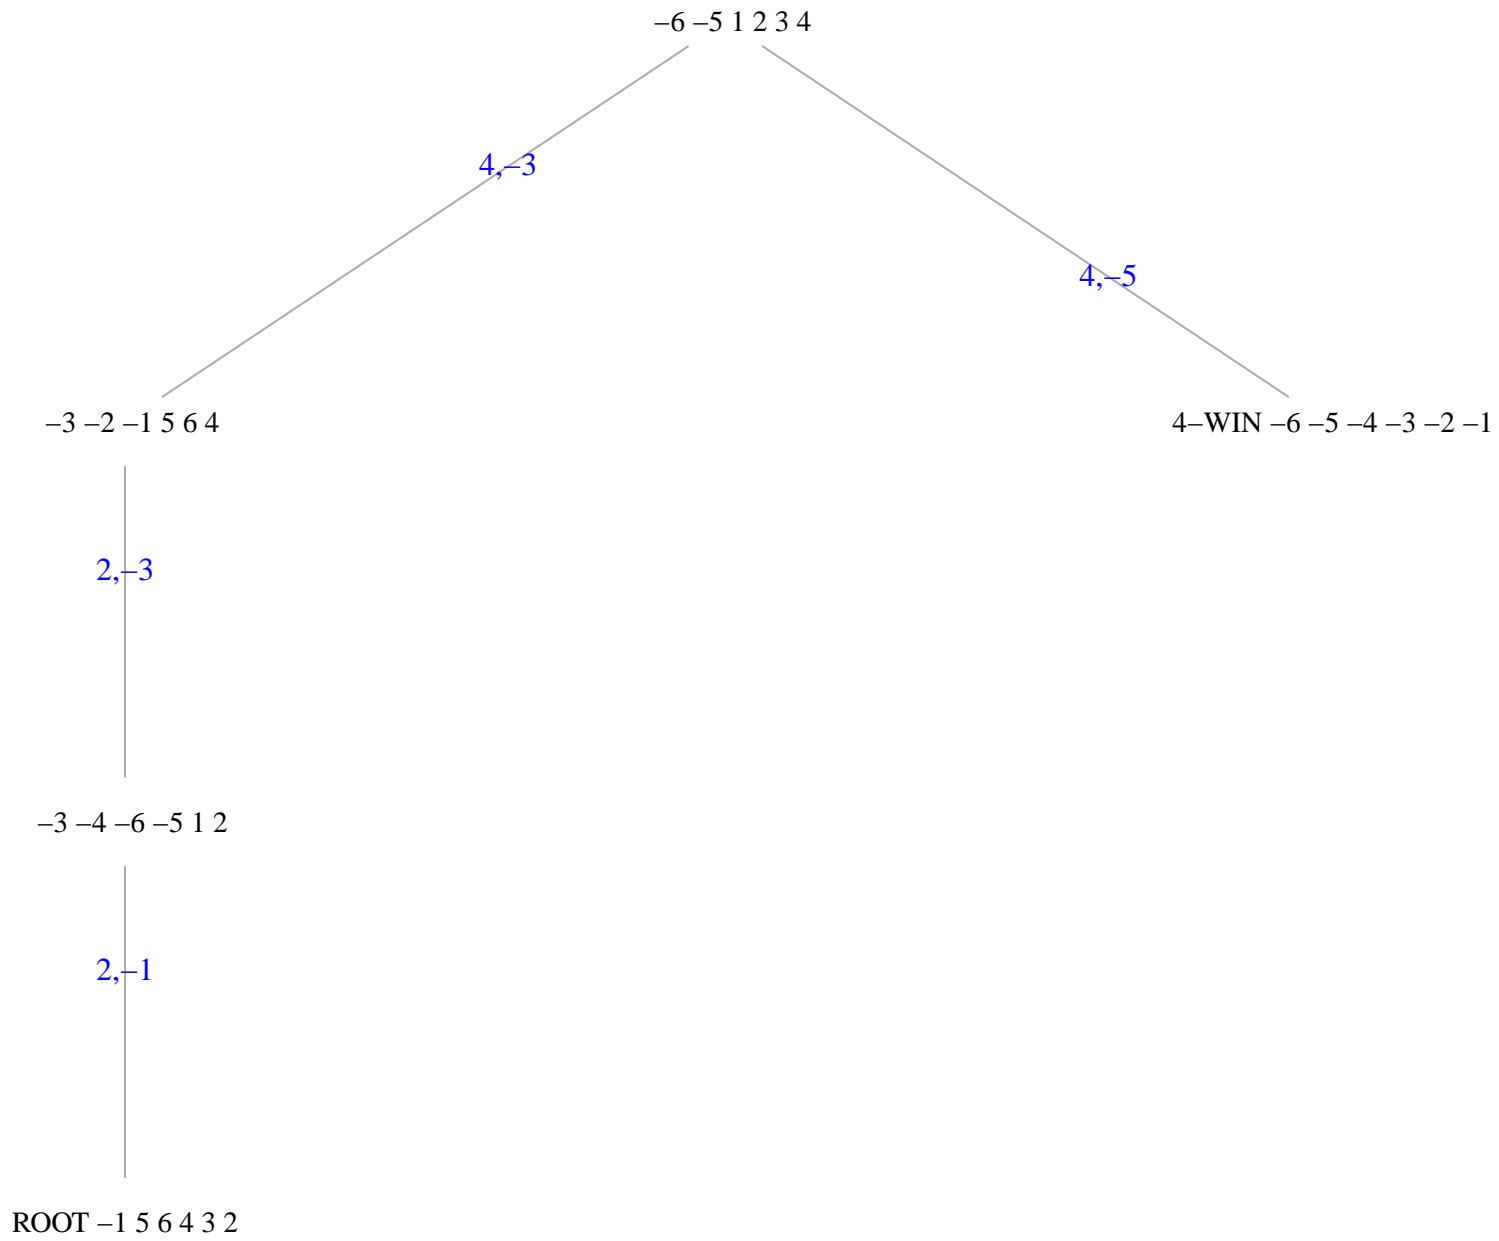 –6 –5 1 2 3 4
4,–3
4,–5
–3 –2 –1 5 6 4
4–WIN –6 –5 –4 –3 –2 –1
2,–3
–3 –4 –6 –5 1 2
2,–1
ROOT –1 5 6 4 3 2